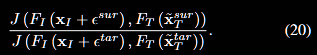 J (F_I (x_I + ϵ^{sur}) , F_T (x̃_T^{sur}))
J (F_I (x_I + ϵ^{tar}) , F_T (x̃_T^{tar})) . (20)